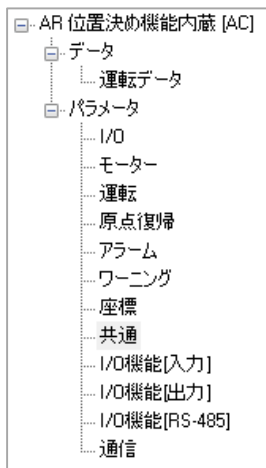 AR 位置決め機能内蔵 [AC]
データ
運転データ
パラメータ
I/O
モーター
運転
原点復帰
アラーム
ワーニング
座標
共通
I/O機能[入力]
I/O機能[出力]
I/O機能[RS-485]
通信